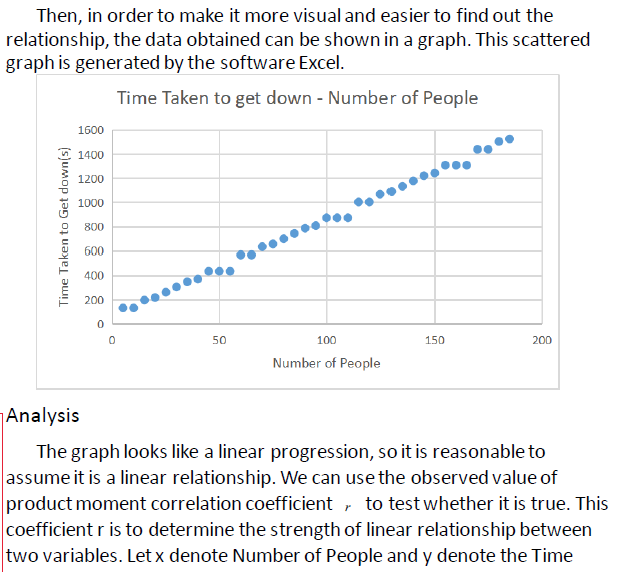 Then, in order to make it more visual and easier to find out the
relationship, the data obtained can be shown in a graph. This scattered
graph is generated by the software Excel.
Time Taken to get down - Number of People
Time Taken to Get down(s)
1600
1400
1200
1000
800
600
400
200
0
0 50 100 150 200
Number of People
Analysis
The graph looks like a linear progression, so it is reasonable to
assume it is a linear relationship. We can use the observed value of
product moment correlation coefficient r to test whether it is true. This
coefficient r is to determine the strength of linear relationship between
two variables. Let x denote Number of People and y denote the Time